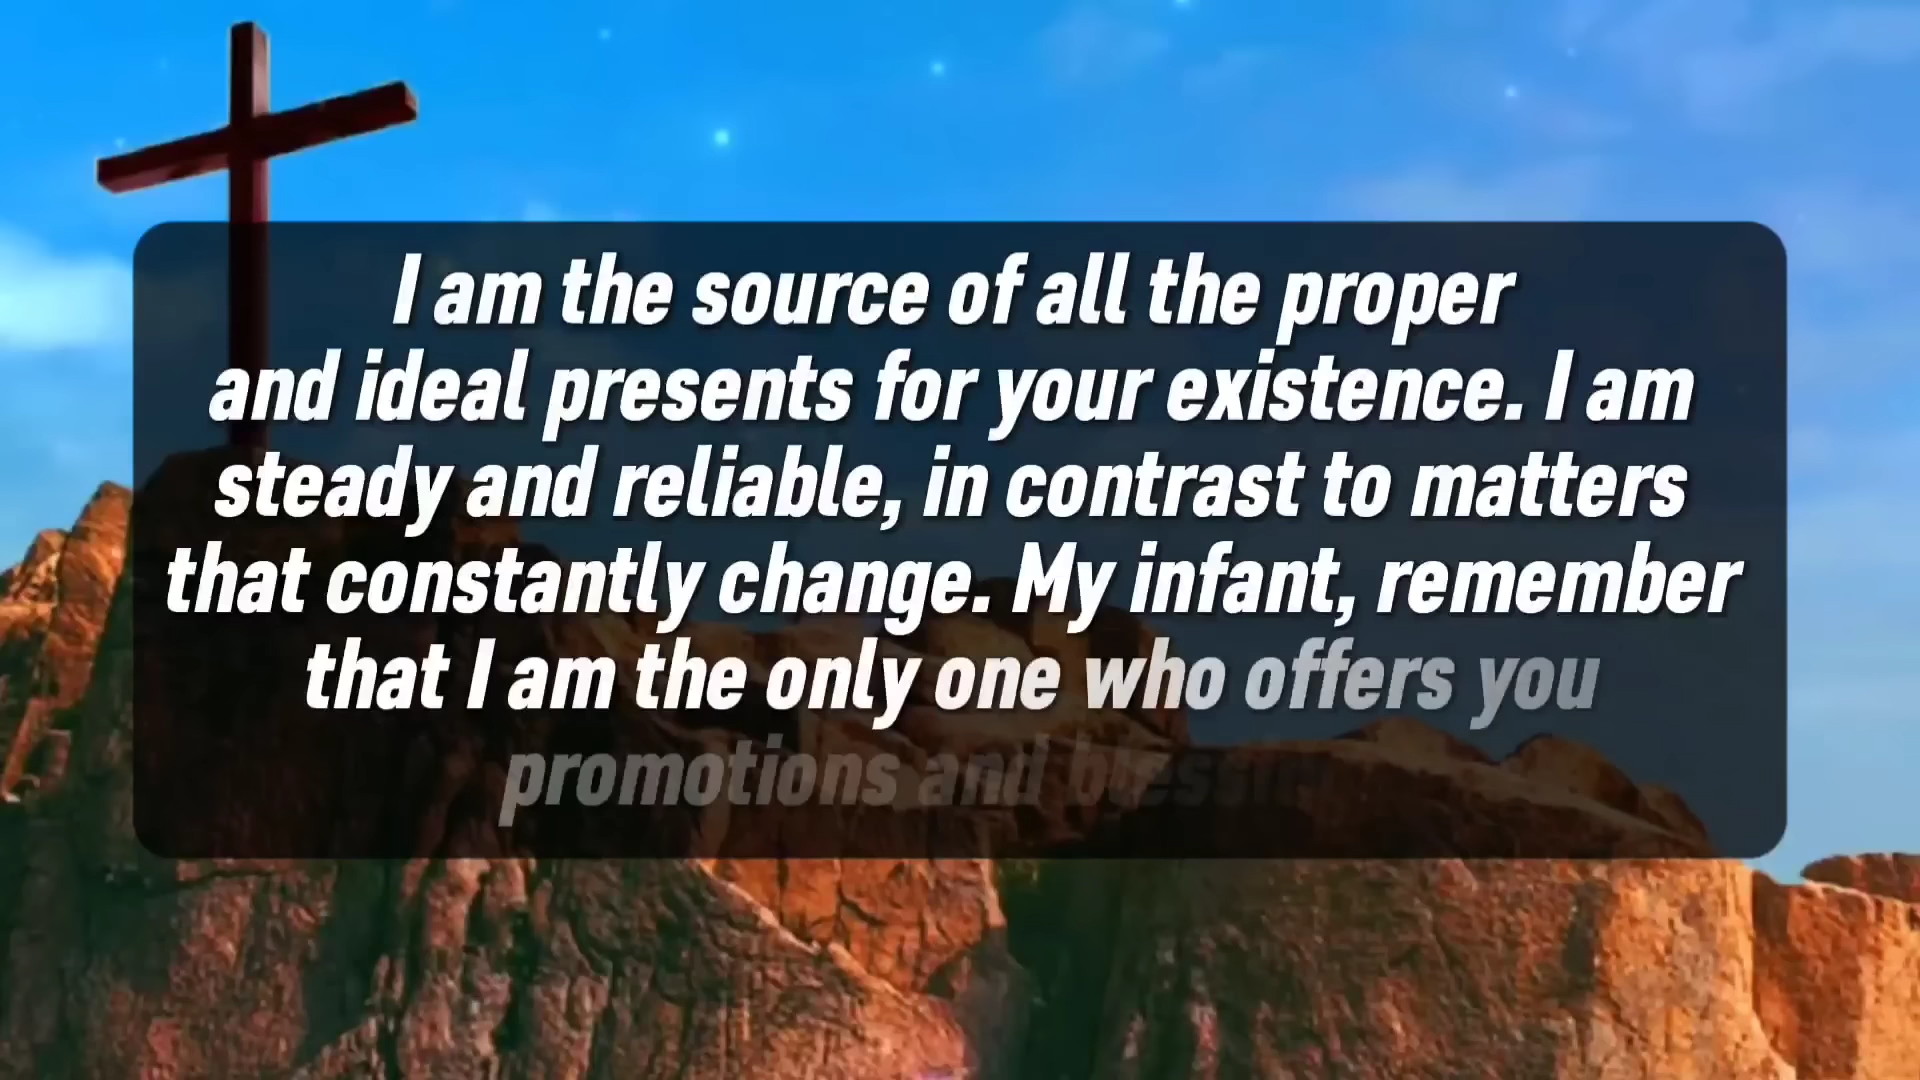 I am the source of all the proper
and ideal presents for your existence. I am
steady and reliable, in contrast to matters
that constantly change. My infant, remember
that I am the only one who offers you
promotions and